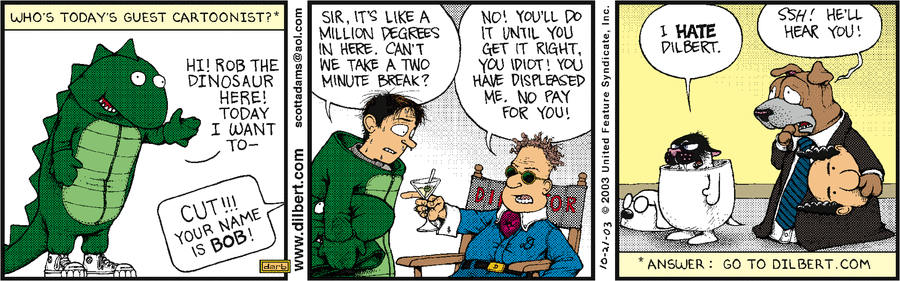 WHO'S TODAY'S GUEST CARTOONIST?*
HI! ROB THE
DINOSAUR
HERE!
TODAY
I WANT
TO—
CUT!!!
YOUR NAME
IS BOB!
darb
www.dilbert.com
scottadams@aol.com
SIR, IT'S LIKE A
MILLION DEGREES
IN HERE. CAN'T
WE TAKE A TWO
MINUTE BREAK?
NO! YOU'LL DO
IT UNTIL YOU
GET IT RIGHT,
YOU IDIOT! YOU
HAVE DISPLEASED
ME. NO PAY
FOR YOU!
DI OR
10-21-03 © 2003 United Feature Syndicate, Inc.
I HATE
DILBERT.
SSH! HE'LL
HEAR YOU!
*ANSWER: GO TO DILBERT.COM